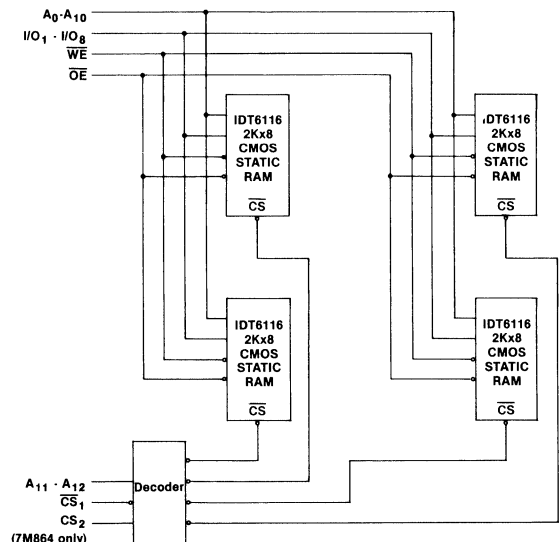 A0-A10
I/O1 - I/O8
WE
OE
IDT6116
2Kx8
CMOS
STATIC
RAM
CS
IDT6116
2Kx8
CMOS
STATIC
RAM
CS
IDT6116
2Kx8
CMOS
STATIC
RAM
CS
IDT6116
2Kx8
CMOS
STATIC
RAM
CS
Decoder
A11 - A12
CS1
CS2
(7M864 only)